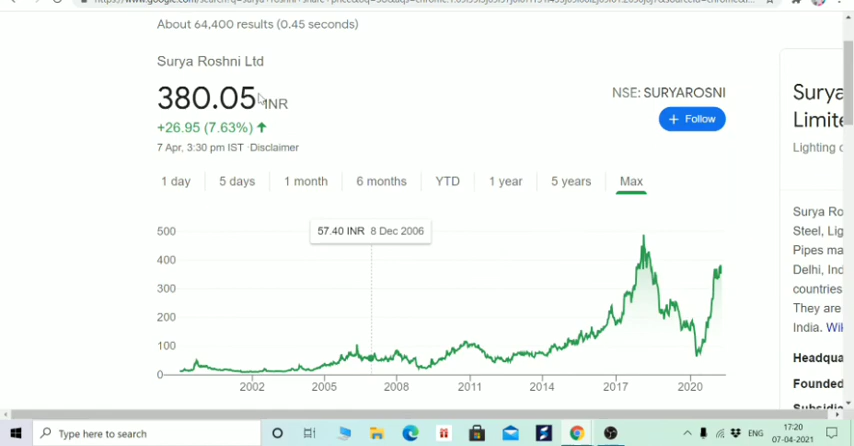 About 64,400 results (0.45 seconds)
Surya Roshni Ltd
380.05 INR
+26.95 (7.63%)
7 Apr, 3:30 pm IST · Disclaimer
NSE: SURYAROSNI
+ Follow
1 day 5 days 1 month 6 months YTD 1 year 5 years Max
57.40 INR 8 Dec 2006
500
400
300
200
100
0
2002 2005 2008 2011 2014 2017 2020
Surya
Limite
Lighting
Surya Ro
Steel, Lig
Pipes ma
Delhi, Ind
countries
They are
India. Wik
Headqua
Founded
Type here to search
ENG
17:20
07-04-2021